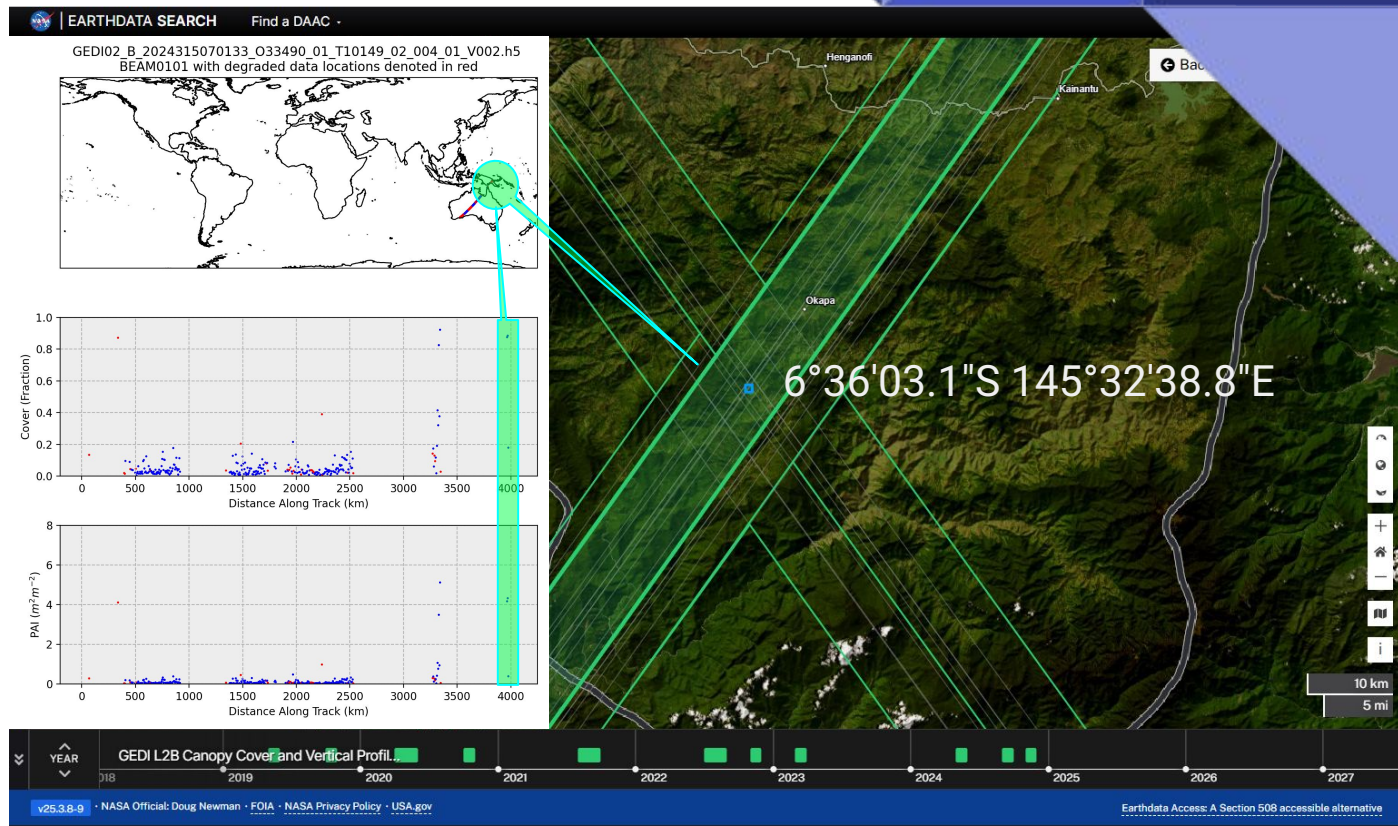 EARTHDATA SEARCH
Find a DAAC
GEDI02_B_2024315070133_O33490_01_T10149_02_004_01_V002.h5
BEAM0101 with degraded data locations denoted in red
1.0
0.8
0.6
0.4
0.2
0.0
Cover (Fraction)
0 500 1000 1500 2000 2500 3000 3500 4000
Distance Along Track (km)
8
6
4
2
0
PAI (m²m⁻²)
0 500 1000 1500 2000 2500 3000 3500 4000
Distance Along Track (km)
Henganofi
Kainantu
Okapa
6°36'03.1"S 145°32'38.8"E
10 km
5 mi
YEAR
GEDI L2B Canopy Cover and Vertical Profil...
2019 2020 2021 2022 2023 2024 2025 2026 2027
v25.3.8-9 · NASA Official: Doug Newman · FOIA · NASA Privacy Policy · USA.gov
Earthdata Access: A Section 508 accessible alternative